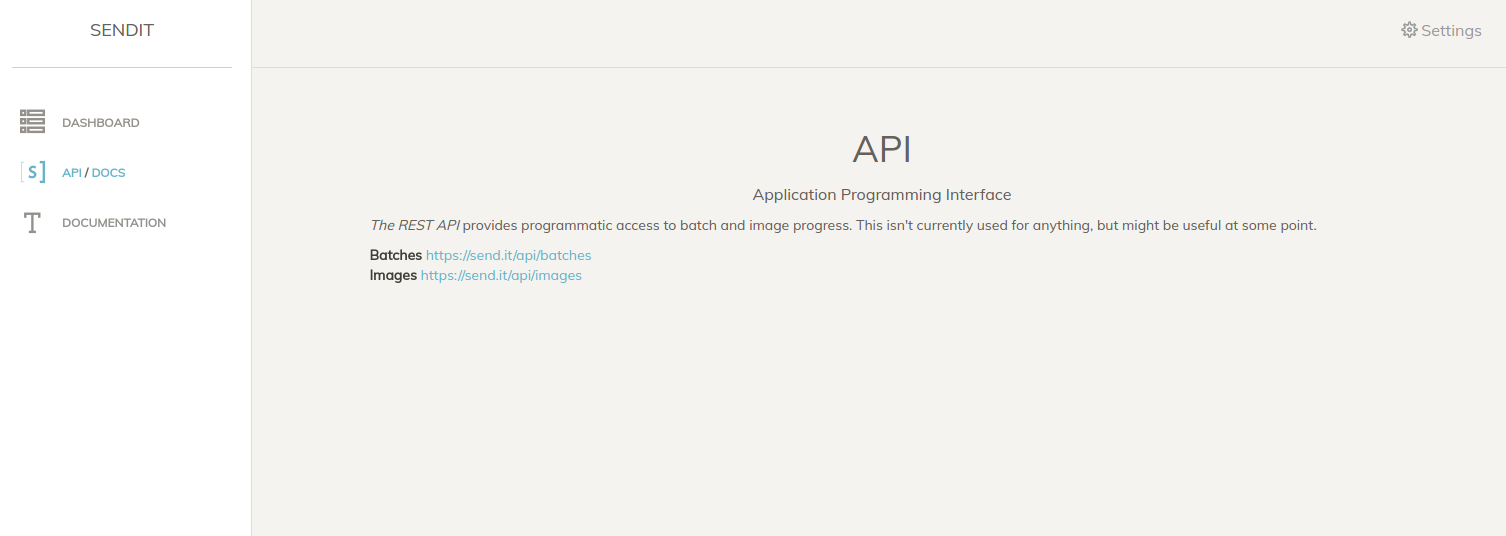 SENDIT
Settings
DASHBOARD
API / DOCS
DOCUMENTATION
API
Application Programming Interface
The REST API provides programmatic access to batch and image progress. This isn't currently used for anything, but might be useful at some point.
Batches https://send.it/api/batches
Images https://send.it/api/images